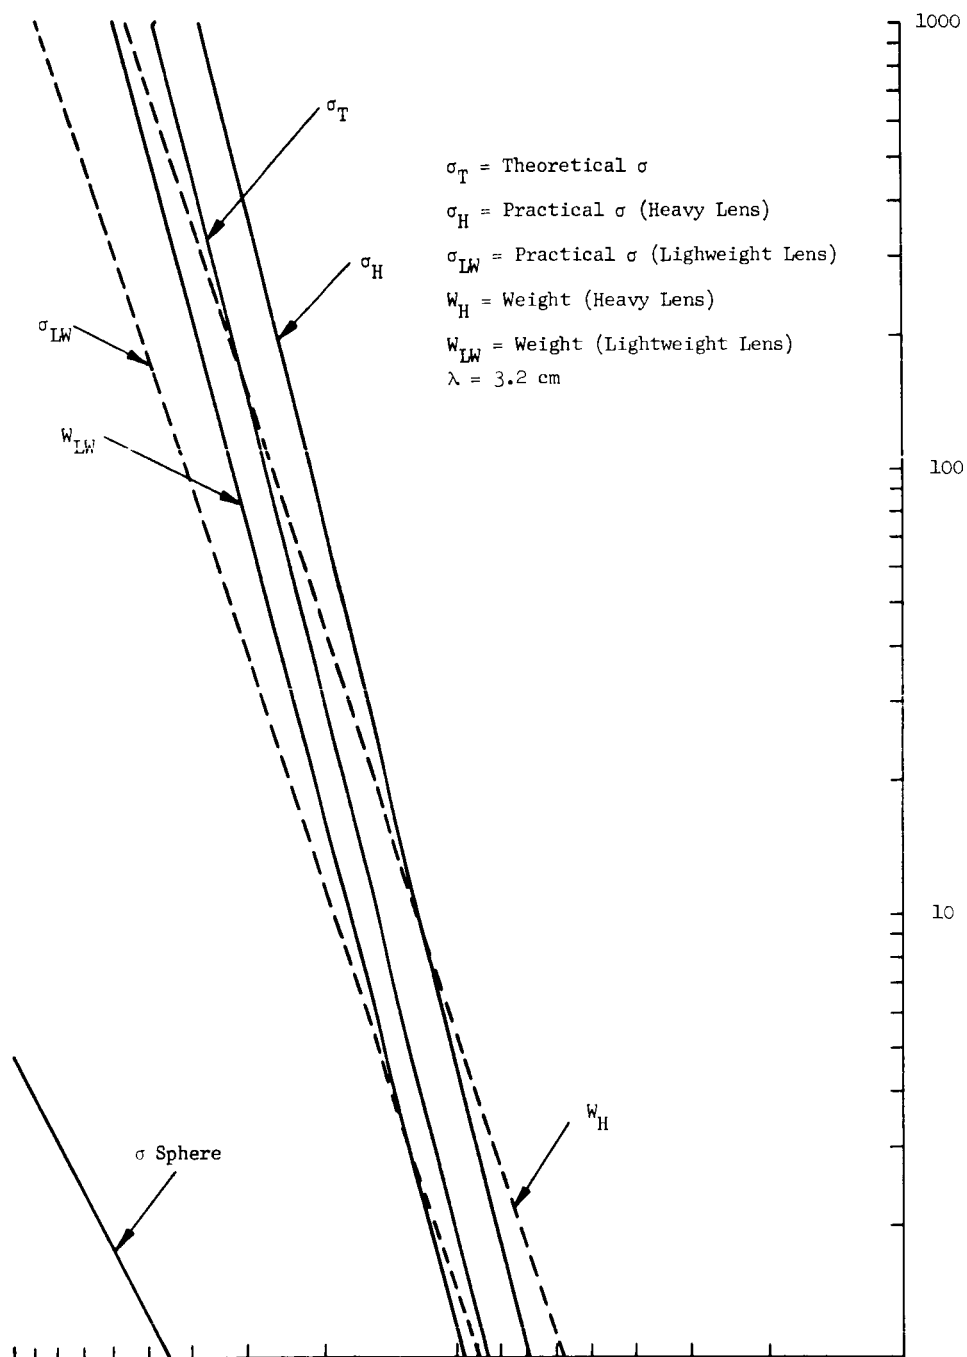 1000
σT
σT = Theoretical σ
σH = Practical σ (Heavy Lens)
σLW = Practical σ (Lighweight Lens)
WH = Weight (Heavy Lens)
WLW = Weight (Lightweight Lens)
λ = 3.2 cm
σH
σLW
WLW
100
10
WH
σ Sphere